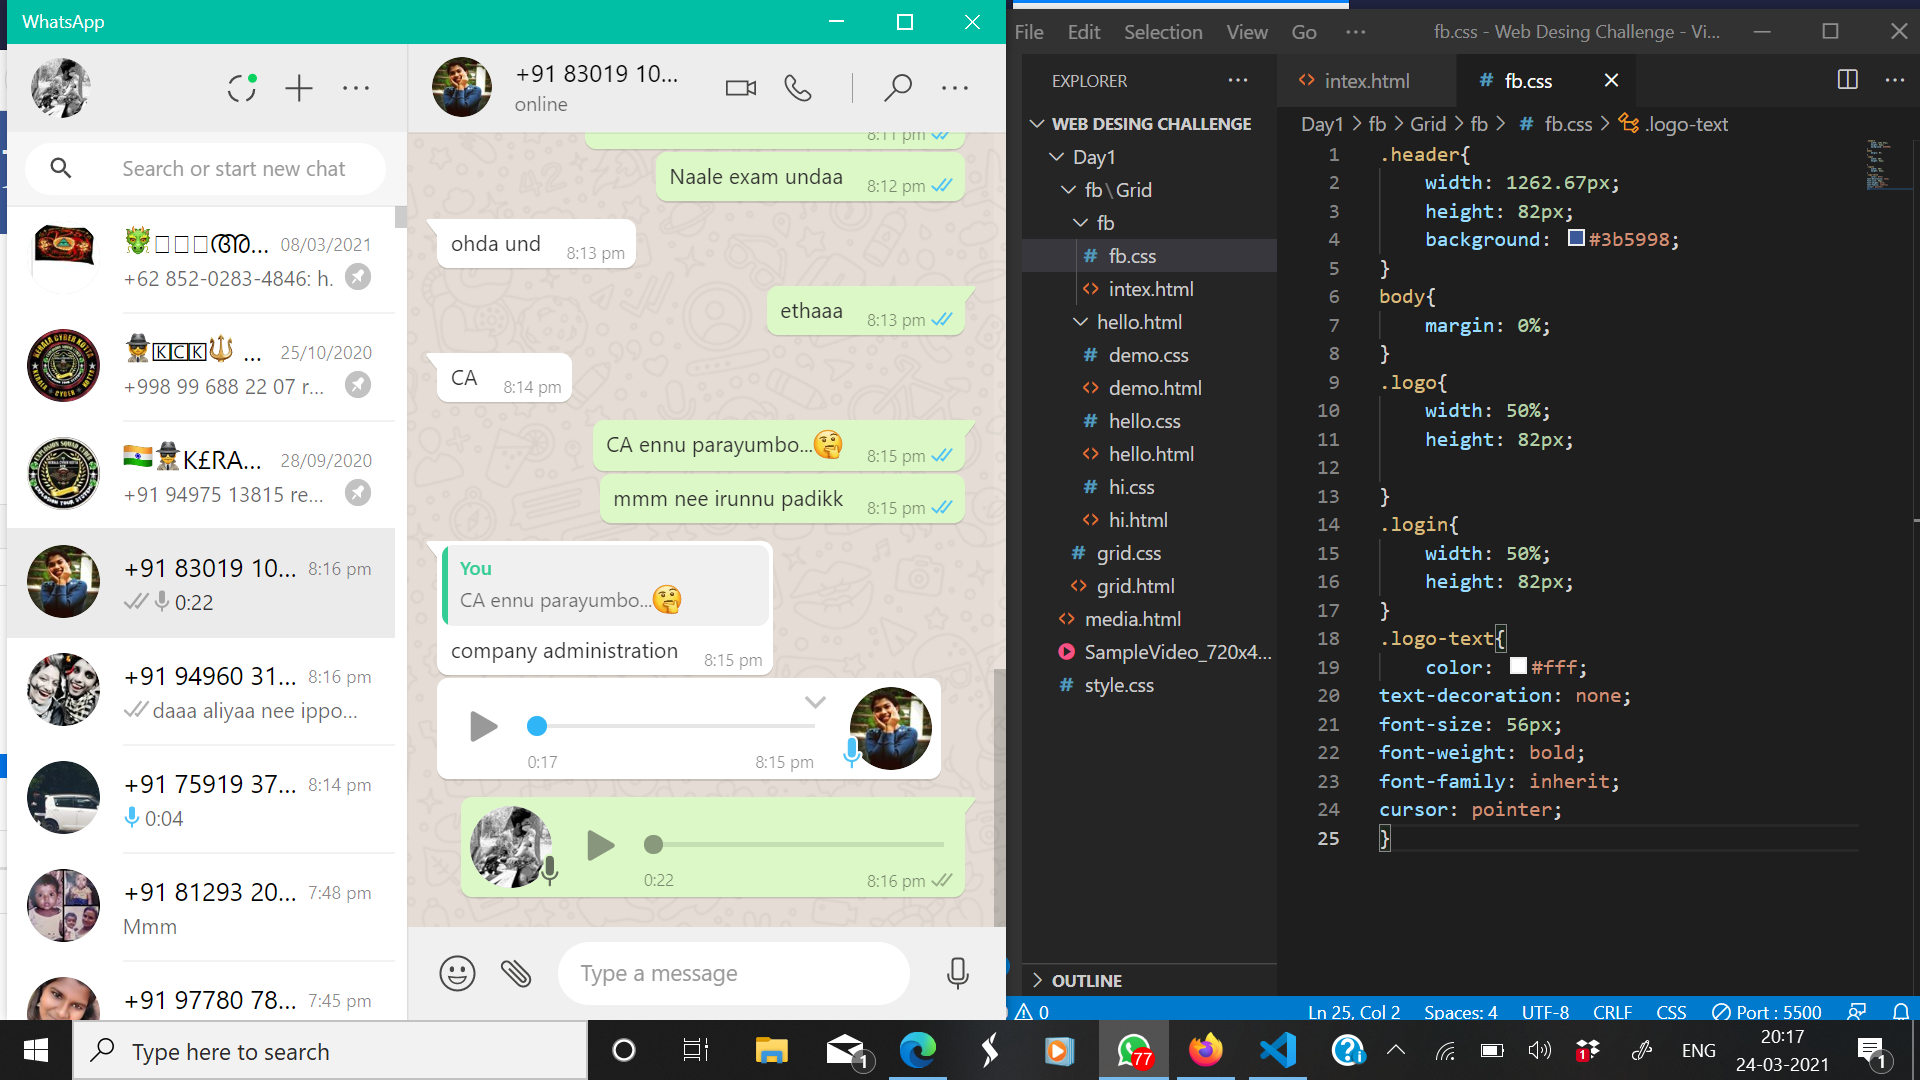 WhatsApp
Search or start new chat
08/03/2021
+62 852-0283-4846: h.
KCK ...
25/10/2020
+998 99 688 22 07 r...
K£RA...
28/09/2020
+91 94975 13815 re...
+91 83019 10...
8:16 pm
0:22
+91 94960 31...
8:16 pm
daaa aliyaa nee ippo...
+91 75919 37...
8:14 pm
0:04
+91 81293 20...
7:48 pm
Mmm
+91 97780 78...
7:45 pm
+91 83019 10...
online
8:11 pm
Naale exam undaa 8:12 pm
ohda und 8:13 pm
ethaaa 8:13 pm
CA 8:14 pm
CA ennu parayumbo...🤔 8:15 pm
mmm nee irunnu padikk 8:15 pm
You
CA ennu parayumbo...🤔
company administration 8:15 pm
0:17 8:15 pm
0:22 8:16 pm
Type a message
File Edit Selection View Go ... fb.css - Web Desing Challenge - Vi...
EXPLORER
WEB DESING CHALLENGE
Day1
fb\Grid
fb
fb.css
intex.html
hello.html
demo.css
demo.html
hello.css
hello.html
hi.css
hi.html
grid.css
grid.html
media.html
SampleVideo_720x4...
style.css
OUTLINE
intex.html
# fb.css
Day1 > fb > Grid > fb > # fb.css > .logo-text
1 .header{
2 width: 1262.67px;
3 height: 82px;
4 background: #3b5998;
5 }
6 body{
7 margin: 0%;
8 }
9 .logo{
10 width: 50%;
11 height: 82px;
12
13 }
14 .login{
15 width: 50%;
16 height: 82px;
17 }
18 .logo-text{
19 color: #fff;
20 text-decoration: none;
21 font-size: 56px;
22 font-weight: bold;
23 font-family: inherit;
24 cursor: pointer;
25 }
0 Ln 25, Col 2 Spaces: 4 UTF-8 CRLF CSS Port : 5500
Type here to search
1
77
1
ENG
20:17
24-03-2021
1